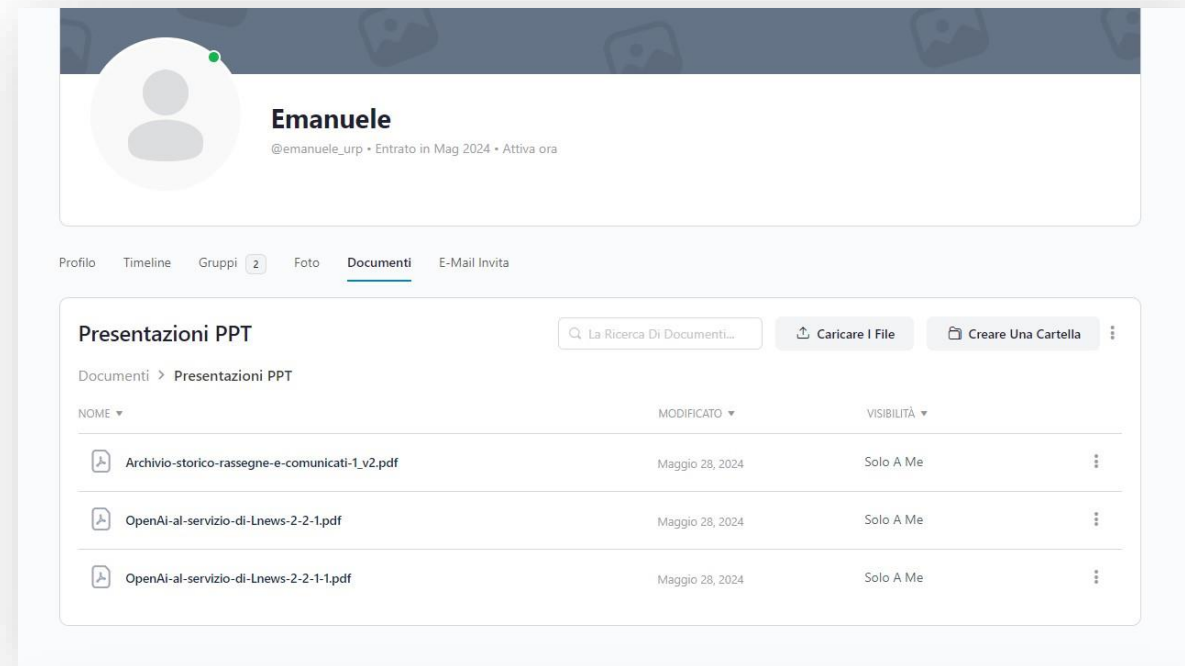 Emanuele
@emanuele_urp • Entrato in Mag 2024 • Attiva ora
Profilo Timeline Gruppi 2 Foto Documenti E-Mail Invita
Presentazioni PPT La Ricerca Di Documenti... Caricare I File Creare Una Cartella
Documenti > Presentazioni PPT
NOME MODIFICATO VISIBILITÀ
Archivio-storico-rassegne-e-comunicati-1_v2.pdf Maggio 28, 2024 Solo A Me
OpenAi-al-servizio-di-Lnews-2-2-1.pdf Maggio 28, 2024 Solo A Me
OpenAi-al-servizio-di-Lnews-2-2-1-1.pdf Maggio 28, 2024 Solo A Me